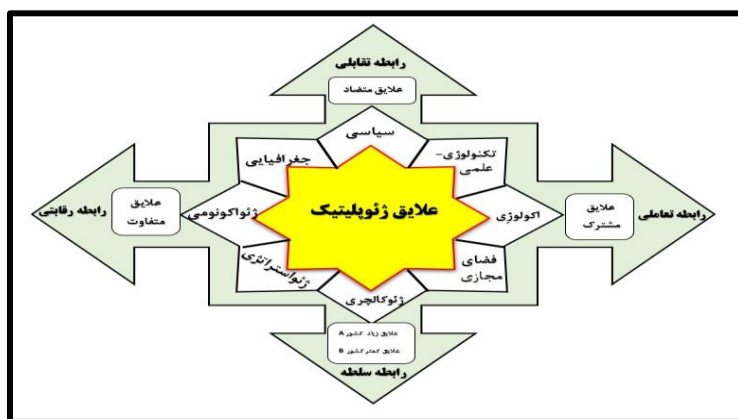 رابطه تقابلی
علایق متضاد
سیاسی
جغرافیایی
تکنولوژی-
علمی
رابطه رقابتی
علایق
متفاوت
ژئواکونومی
علایق ژئوپلیتیک
اکولوژی
علایق
مشترک
رابطه تعاملی
ژئواستراتژی
فضای
مجازی
ژئوکالچری
علایق زیاد کشور A
علایق کمتر کشور B
رابطه سلطه